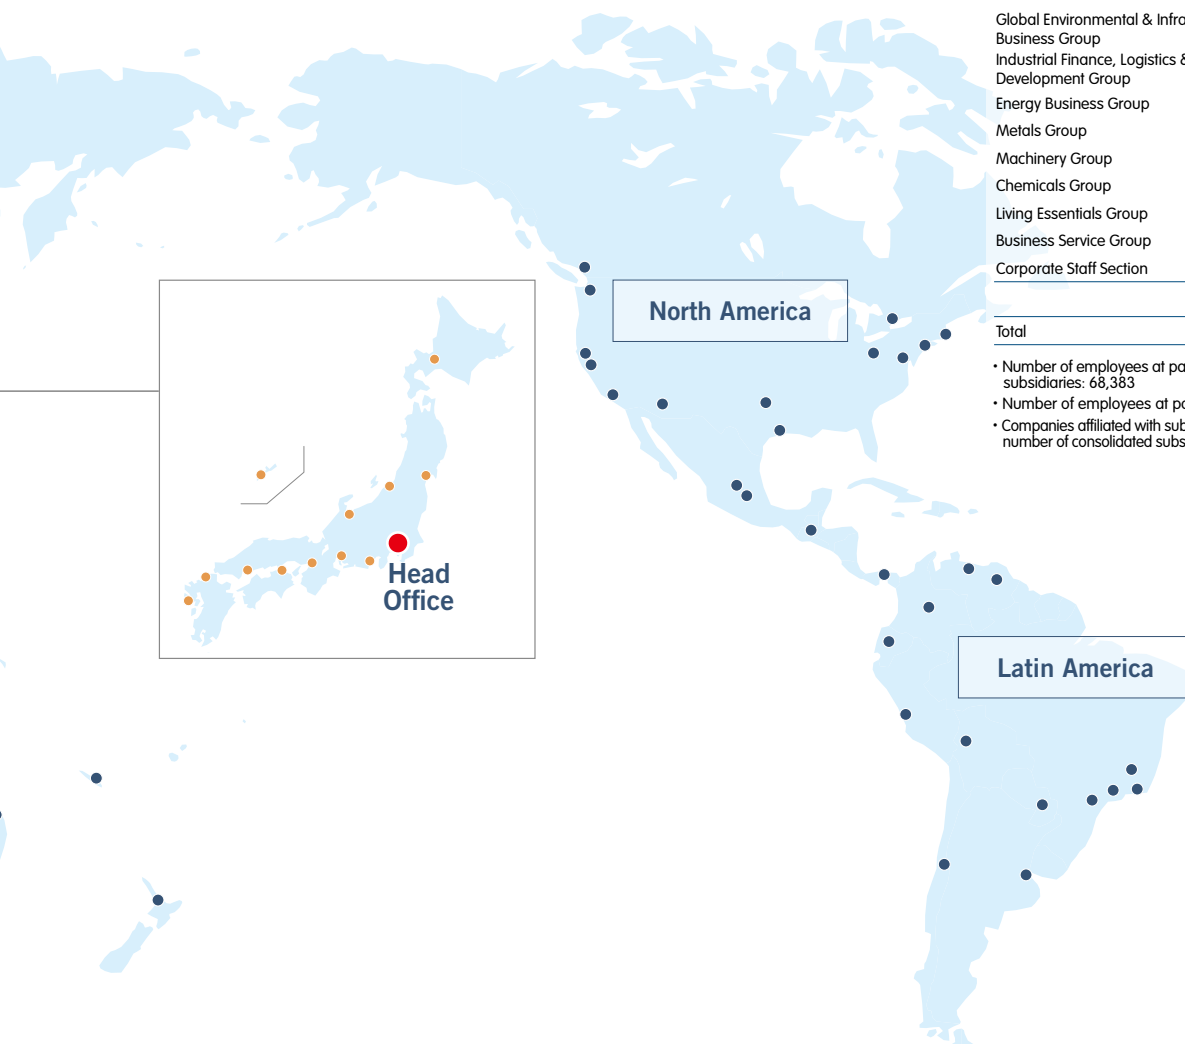 Global Environmental & Infra
Business Group
Industrial Finance, Logistics &
Development Group
Energy Business Group
Metals Group
Machinery Group
Chemicals Group
Living Essentials Group
Business Service Group
Corporate Staff Section
Total
• Number of employees at pa
subsidiaries: 68,383
• Number of employees at pa
• Companies affiliated with sub
number of consolidated subs
North America
Head
Office
Latin America